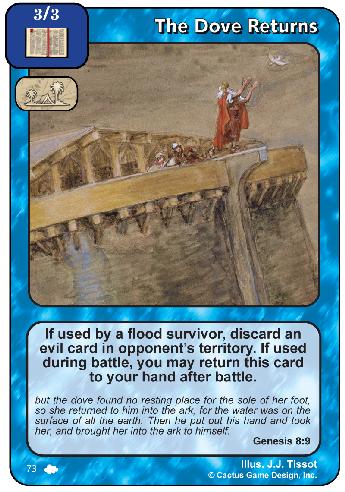 3/3
The Dove Returns
If used by a flood survivor, discard an
evil card in opponent's territory. If used
during battle, you may return this card
to your hand after battle.
but the dove found no resting place for the sole of her foot,
so she returned to him into the ark, for the water was on the
surface of all the earth. Then he put out his hand and took
her, and brought her into the ark to himself.
Genesis 8:9
73
Illus. J.J. Tissot
© Cactus Game Design, Inc.